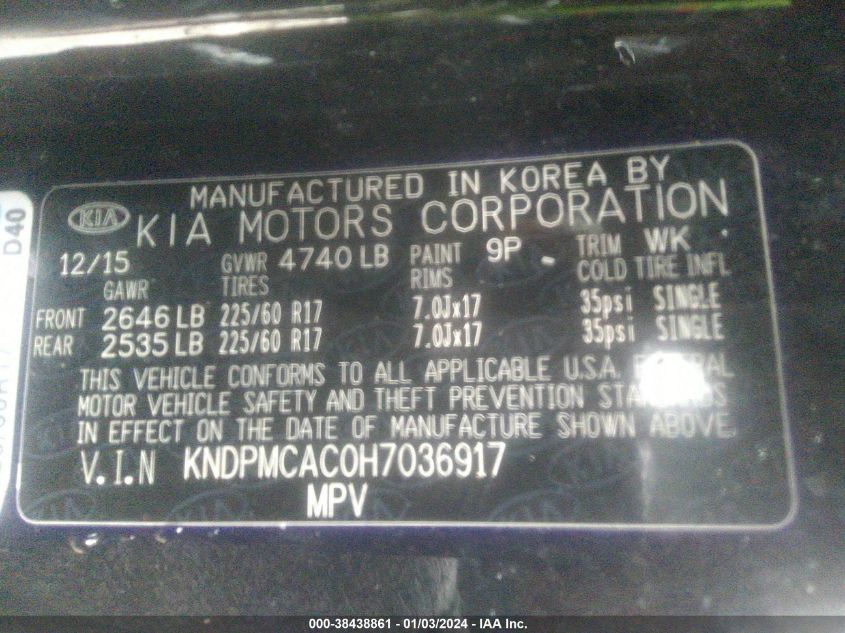 MANUFACTURED IN KOREA BY
KIA KIA MOTORS CORPORATION
12/15 GVWR 4740 LB PAINT 9P TRIM WK
GAWR TIRES RIMS COLD TIRE INFL
FRONT 2646 LB 225/60 R17 7.0Jx17 35psi SINGLE
REAR 2535 LB 225/60 R17 7.0Jx17 35psi SINGLE
THIS VEHICLE CONFORMS TO ALL APPLICABLE U.S.A.
MOTOR VEHICLE SAFETY AND THEFT PREVENTION
IN EFFECT ON THE DATE OF MANUFACTURE SHOWN ABOVE.
V.I.N KNDPMCAC0H7036917
MPV
D40
000-38438861 - 01/03/2024 - IAA Inc.